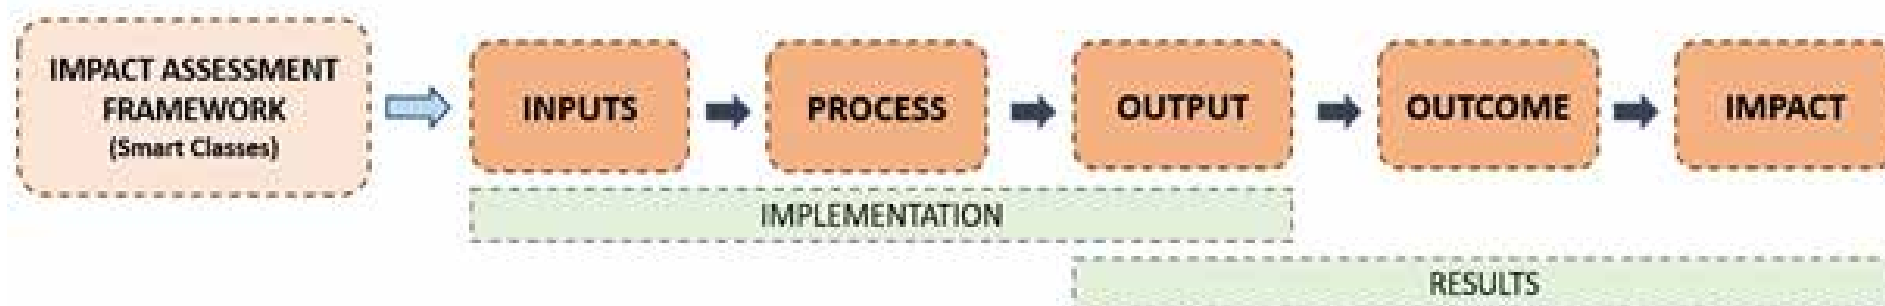 IMPACT ASSESSMENT
FRAMEWORK
(Smart Classes)
INPUTS
PROCESS
OUTPUT
OUTCOME
IMPACT
IMPLEMENTATION
RESULTS